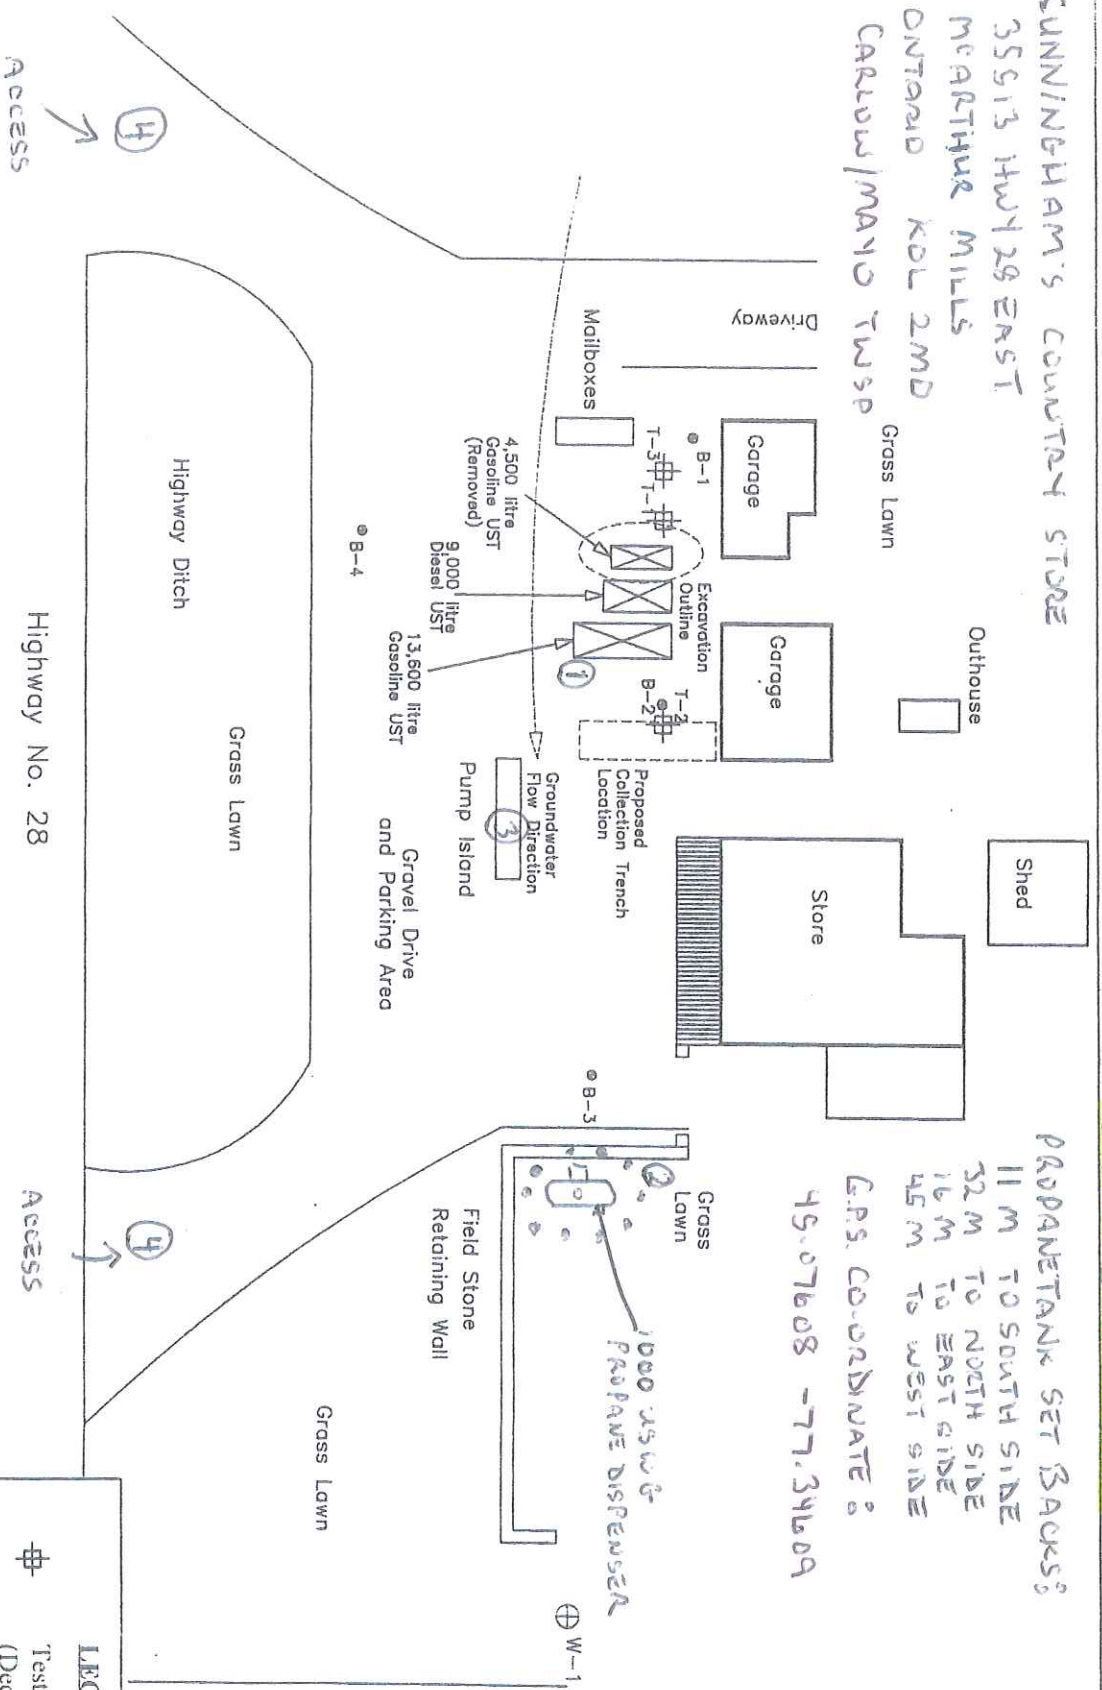 CUNNINGHAM'S COUNTRY STORE
35513 HWY 28 EAST
MCARTHUR MILLS
ONTARIO K0L 2M0
CARLOW/MAYO TWSP
PROPANE TANK SET BACKS:
11 M TO SOUTH SIDE
32 M TO NORTH SIDE
16 M TO EAST SIDE
45 M TO WEST SIDE
G.P.S. CO-ORDINATE:
45.07608 -77.34609
Shed
Outhouse
Grass Lawn
Store
Driveway
Garage
Garage
Grass
Lawn
B-1
T-3
T-1
Excavation
Outline
T-2
B-2
2
Mailboxes
1
Proposed
Collection Trench
Location
1000 USWG
PROPANE DISPENSER
B-3
W-1
4,500 litre
Gasoline UST
(Removed)
9,000 litre
Diesel UST
13,600 litre
Gasoline UST
Groundwater
Flow Direction
3
Pump Island
Field Stone
Retaining Wall
Gravel Drive
and Parking Area
B-4
Grass Lawn
Grass Lawn
Highway Ditch
4
ACCESS
4
ACCESS
Highway No. 28
Test